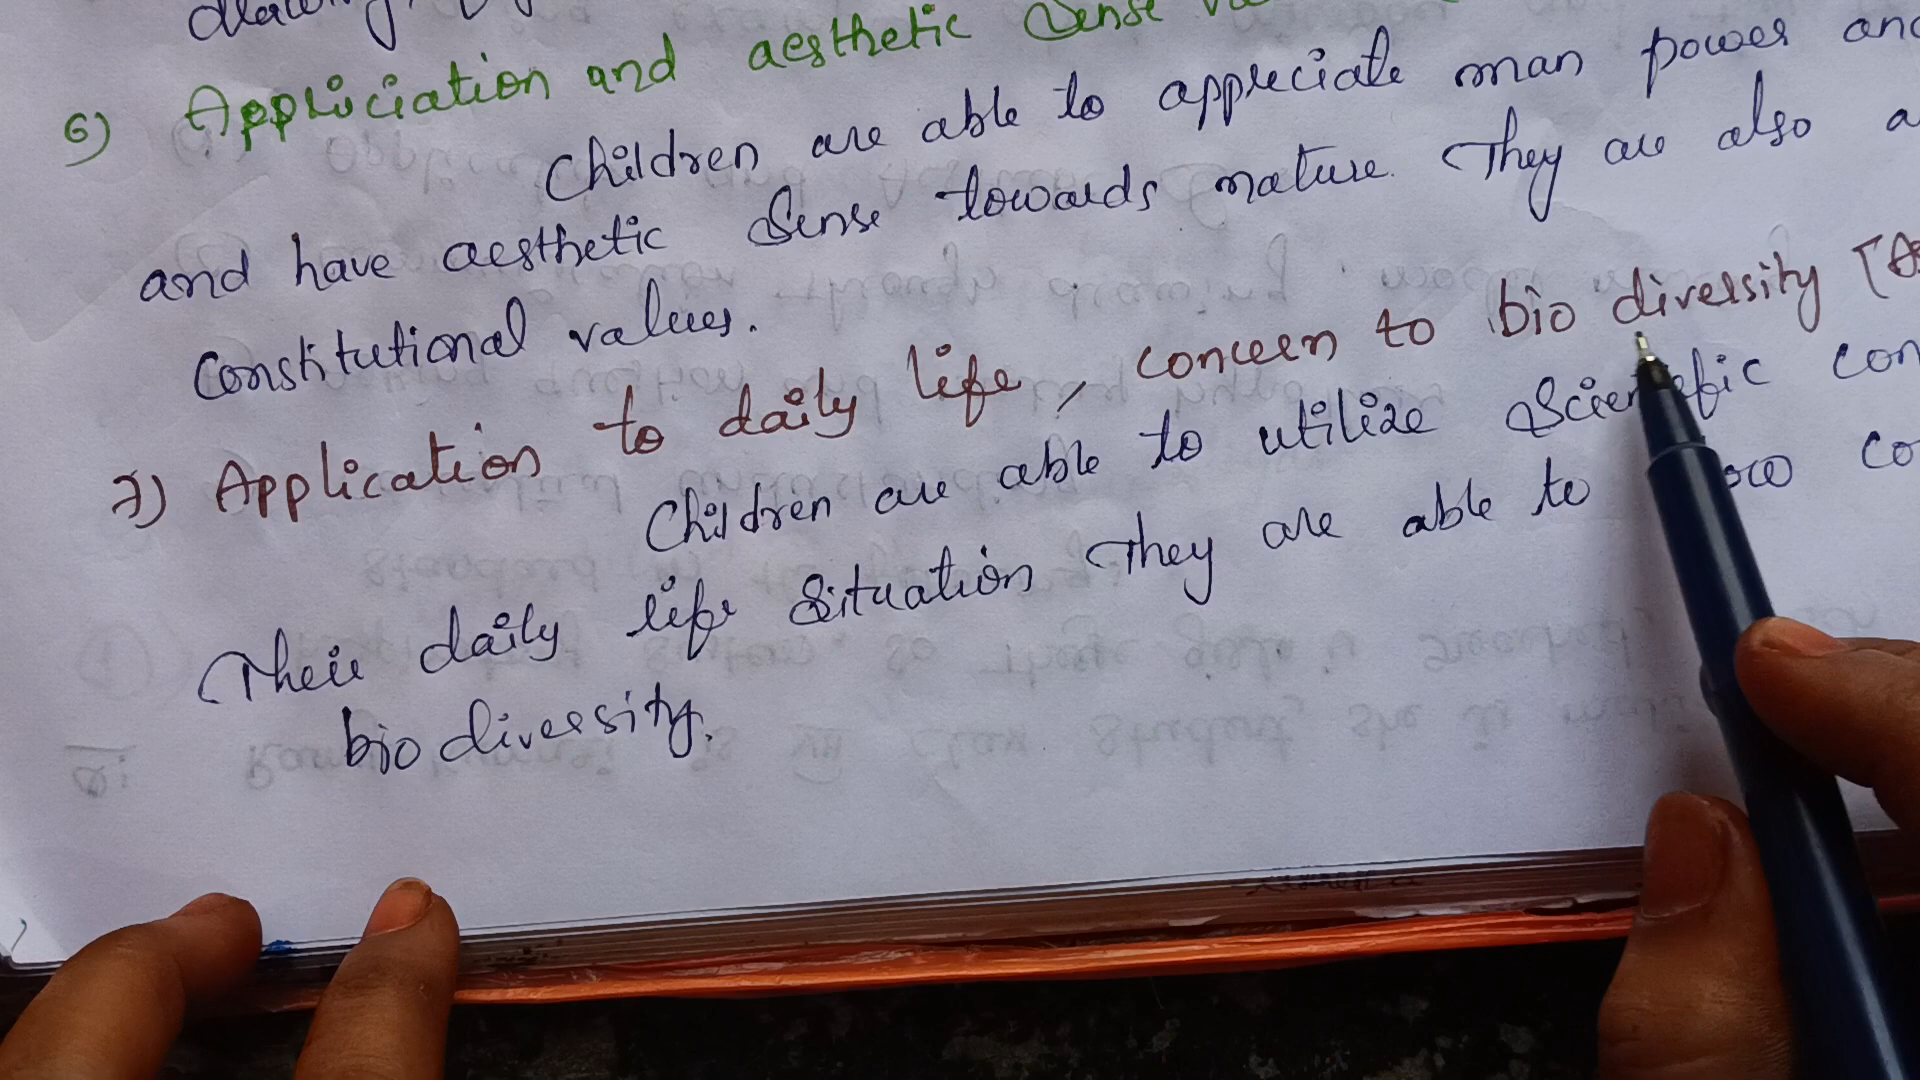 6) Appriciation and aesthetic Sense
Children are able to appreciate man power and
and have aesthetic Sense towards nature. They are also
Constitutional values.
7) Application to daily life, concern to bio diversity [As
Children are able to utilize Scientific
Their daily life situation They are able to
bio diversity.